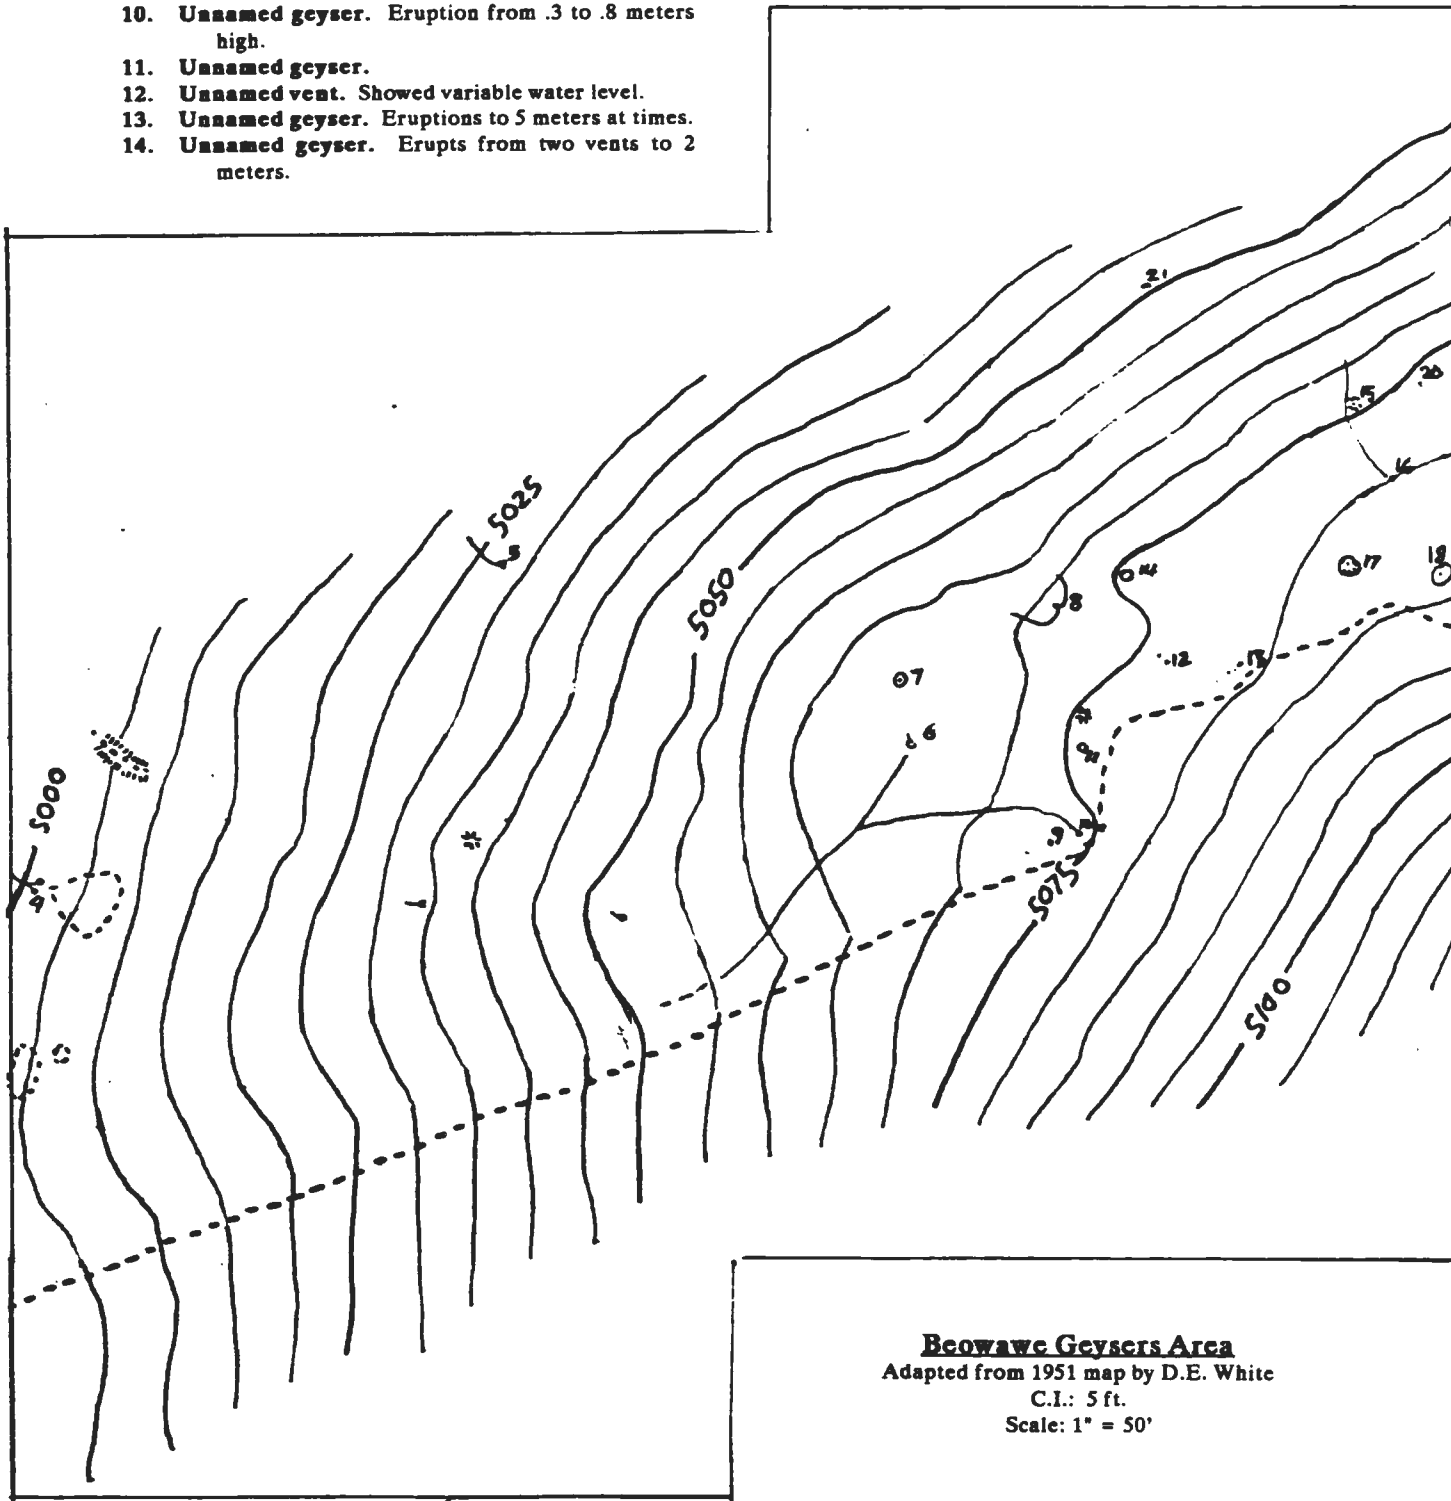 10. Unnamed geyser. Eruption from .3 to .8 meters
high.
11. Unnamed geyser.
12. Unnamed vent. Showed variable water level.
13. Unnamed geyser. Eruptions to 5 meters at times.
14. Unnamed geyser. Erupts from two vents to 2
meters.
21
20
15
5025
16
5
18
17
14
5050
8
12
13
7
6
5000
9
5075
4
5100
Beowawe Geysers Area
Adapted from 1951 map by D.E. White
C.I.: 5 ft.
Scale: 1" = 50'